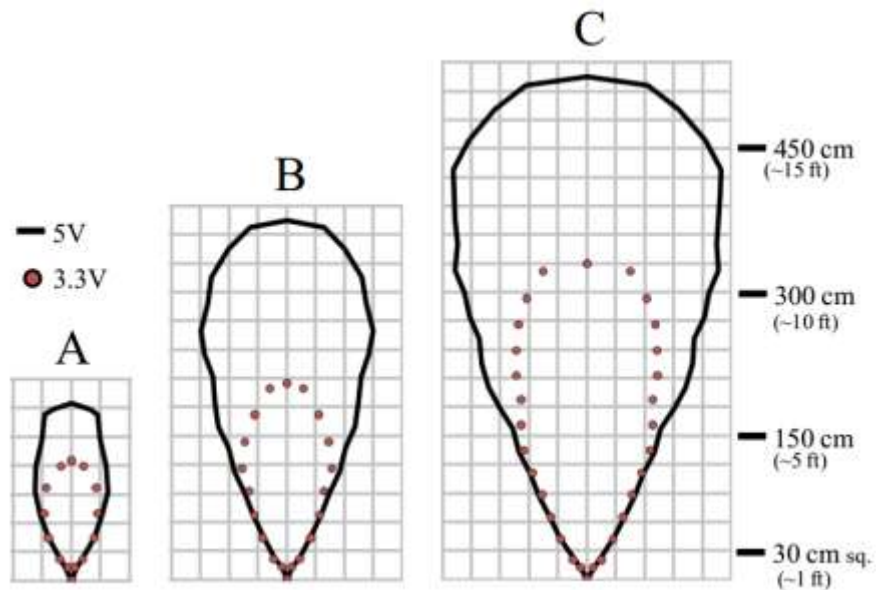 C
B
A
5V
3.3V
450 cm
(~15 ft)
300 cm
(~10 ft)
150 cm
(~5 ft)
30 cm sq.
(~1 ft)